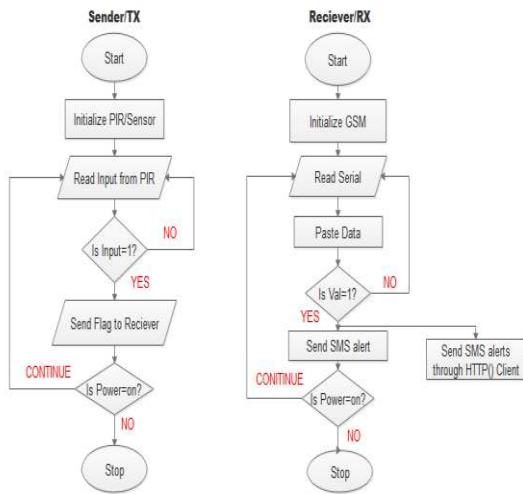 Sender/TX
Start
Initialize PIR/Sensor
Read Input from PIR
NO
Is Input=1?
YES
Send Flag to Reciever
CONTINUE
Is Power=on?
NO
Stop
Reciever/RX
Start
Initialize GSM
Read Serial
Paste Data
NO
Is Val=1?
YES
Send SMS alert
Send SMS alerts
through HTTP() Client
CONITINUE
Is Power=on?
NO
Stop